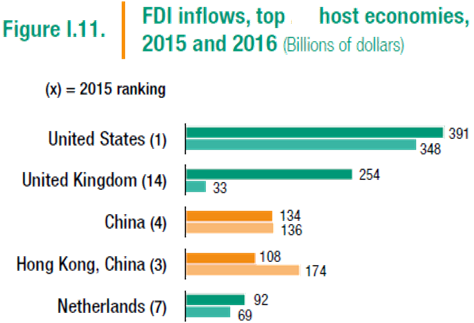 Figure I.11.
FDI inflows, top host economies,
2015 and 2016 (Billions of dollars)
(x) = 2015 ranking
United States (1)
391
348
United Kingdom (14)
254
33
China (4)
134
136
Hong Kong, China (3)
108
174
Netherlands (7)
92
69